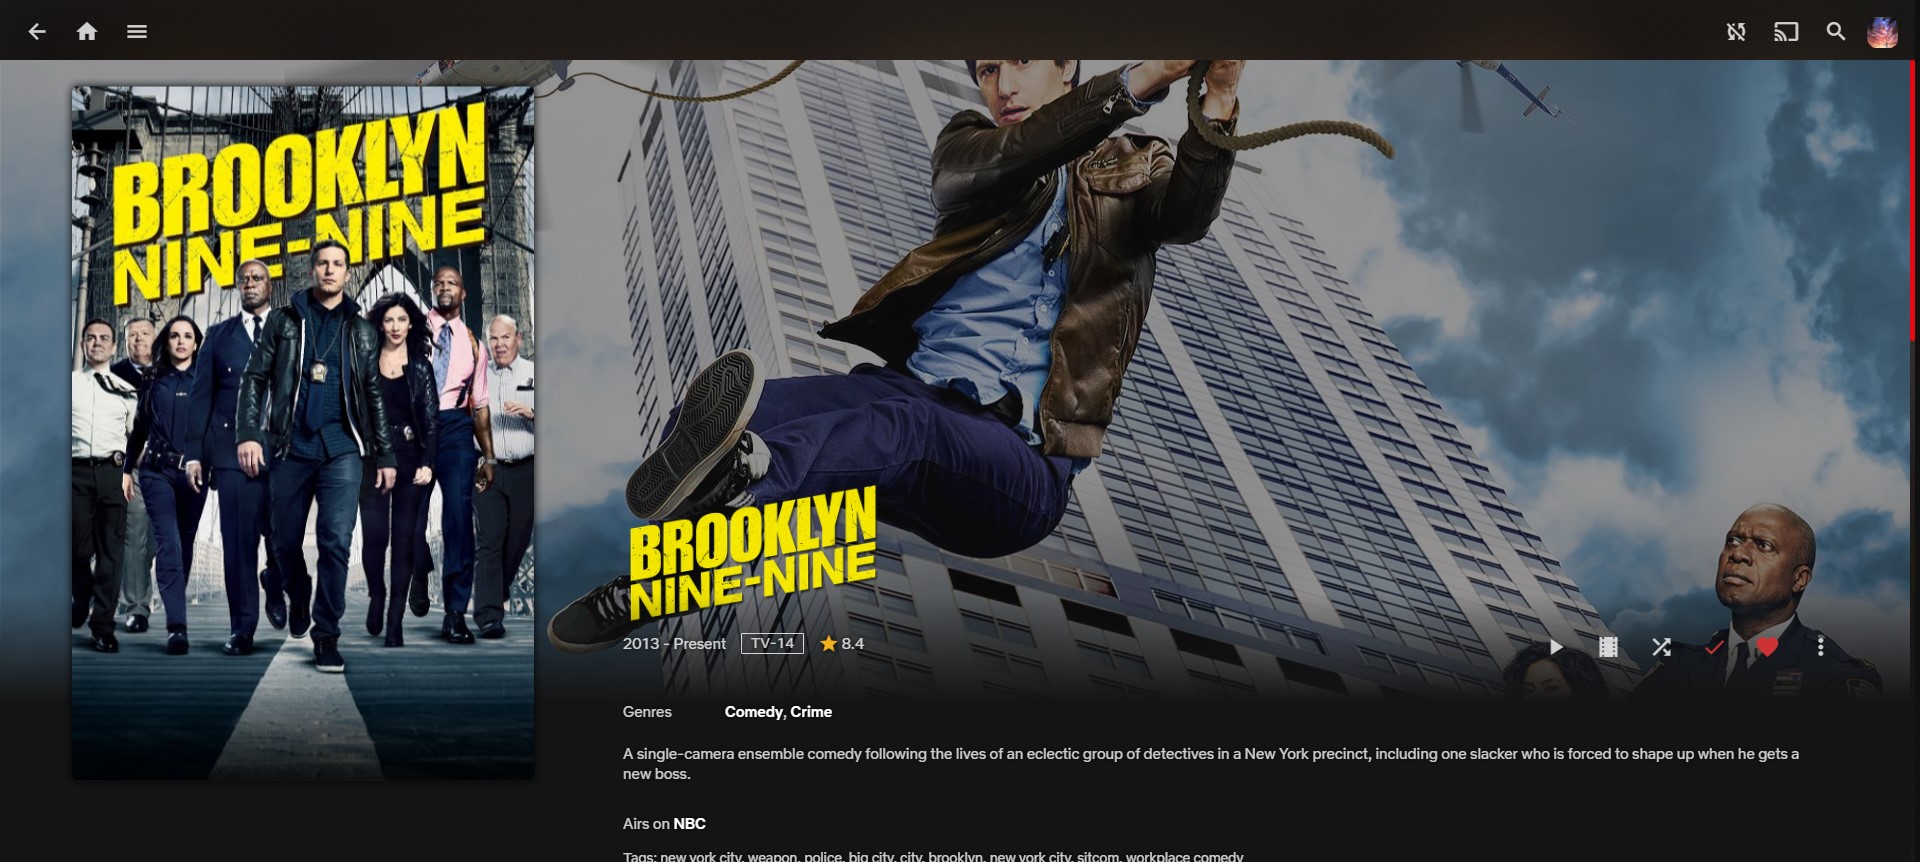 BROOKLYN
NINE-NINE
BROOKLYN
NINE-NINE
2013 - Present TV-14 8.4
Genres Comedy, Crime
A single-camera ensemble comedy following the lives of an eclectic group of detectives in a New York precinct, including one slacker who is forced to shape up when he gets a
new boss.
Airs on NBC
Tags: new york city, weapon, police, big city, city, brooklyn, new york city, sitcom, workplace comedy